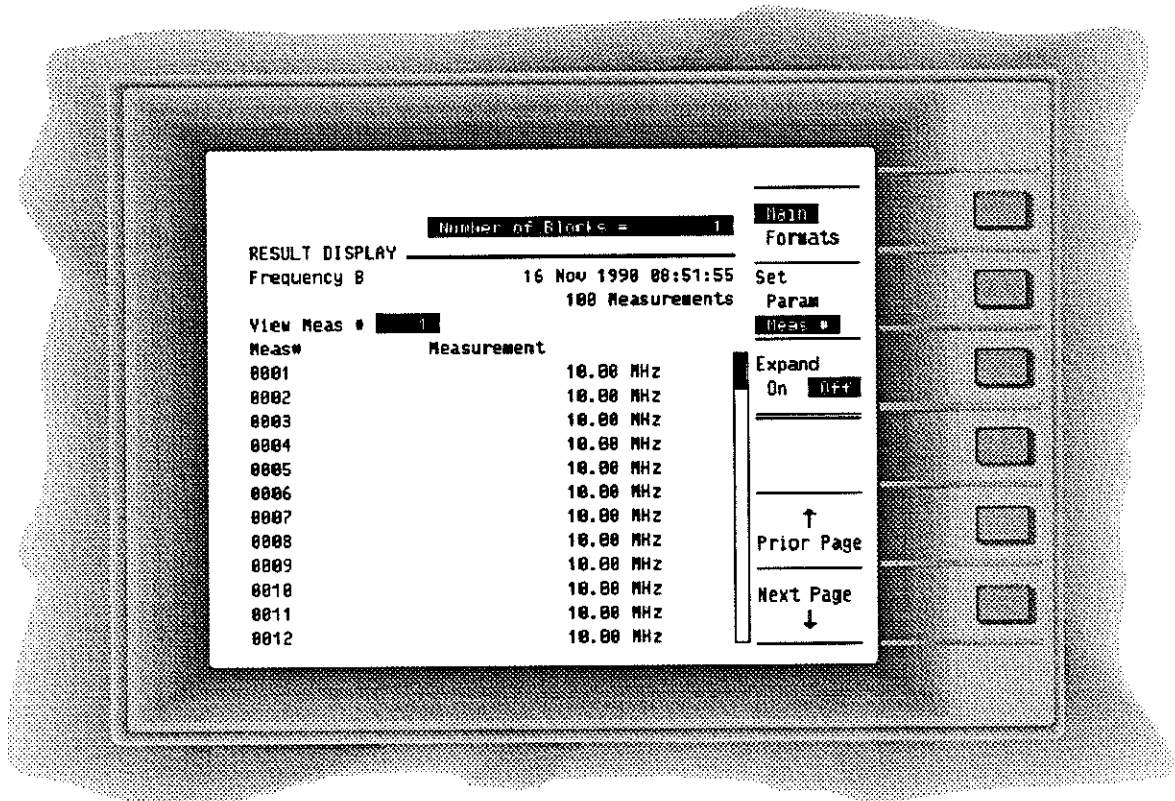 Number of Blocks = 1
RESULT DISPLAY
Frequency B 16 Nov 1990 08:51:55
100 Measurements
View Meas # 1
Meas# Measurement
0001 10.00 MHz
0002 10.00 MHz
0003 10.00 MHz
0004 10.00 MHz
0005 10.00 MHz
0006 10.00 MHz
0007 10.00 MHz
0008 10.00 MHz
0009 10.00 MHz
0010 10.00 MHz
0011 10.00 MHz
0012 10.00 MHz
Main
Formats
Set
Param
Meas #
Expand
On Off
↑
Prior Page
Next Page
↓